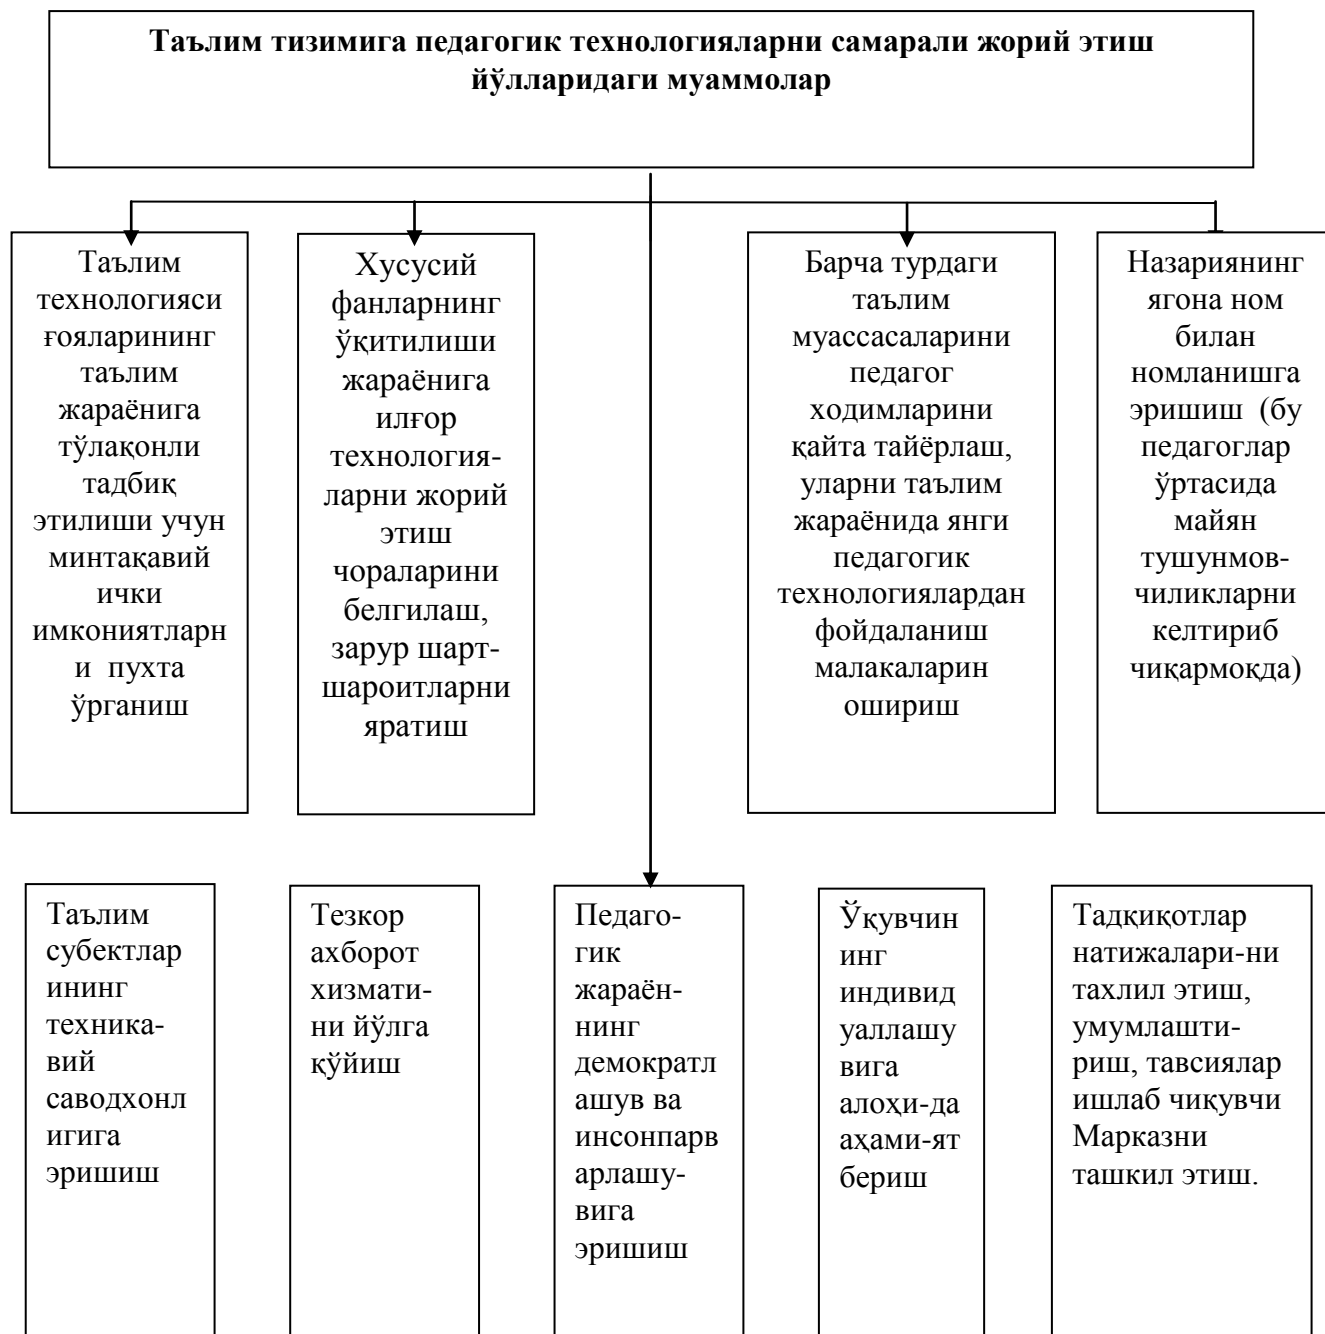 Таълим тизимига педагогик технологияларни самарали жорий этиш
йўлларидаги муаммолар
Таълим
технологияси
ғояларининг
таълим
жараёнига
тўлақонли
тадбиқ
этилиши учун
минтақавий
ички
имкониятларн
и пухта
ўрганиш
Хусусий
фанларнинг
ўқитилиши
жараёнига
илғор
технология-
ларни жорий
этиш
чораларини
белгилаш,
зарур шарт-
шароитларни
яратиш
Барча турдаги
таълим
муассасаларини
педагог
ходимларини
қайта тайёрлаш,
уларни таълим
жараёнида янги
педагогик
технологиялардан
фойдаланиш
малакаларин
ошириш
Назариянинг
ягона ном
билан
номланишга
эришиш (бу
педагоглар
ўртасида
майян
тушунмов-
чиликларни
келтириб
чиқармоқда)
Таълим
субектлар
ининг
техника-
вий
саводхонл
игига
эришиш
Тезкор
ахборот
хизмати-
ни йўлга
қўйиш
Педаго-
гик
жараён-
нинг
демократл
ашув ва
инсонпарв
арлашу-
вига
эришиш
Ўқувчин
инг
индивид
уаллашу
вига
алоҳи-да
аҳами-ят
бериш
Тадқиқотлар
натижалари-ни
тахлил этиш,
умумлашти-
риш, тавсиялар
ишлаб чиқувчи
Марказни
ташкил этиш.